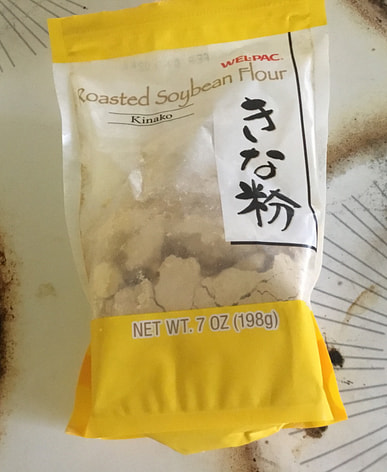 WEL-PAC
Roasted Soybean Flour
Kinako
きな粉
NET WT. 7 OZ (198g)